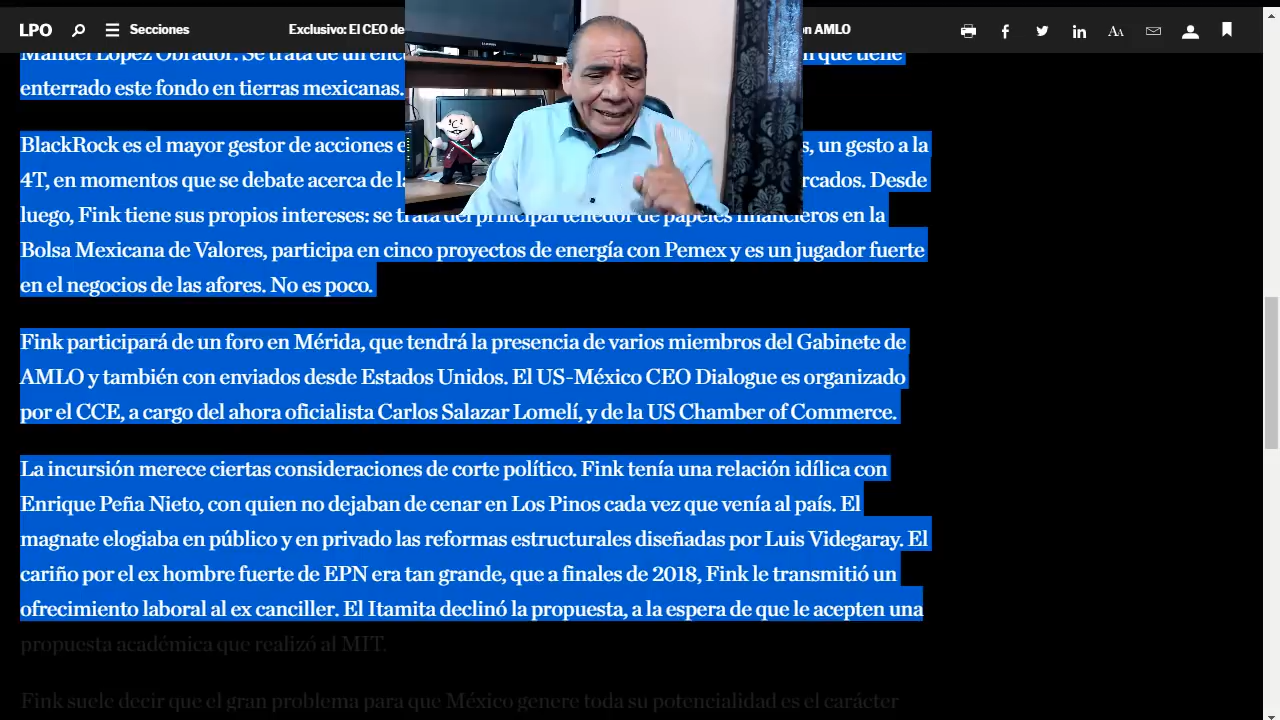 LPO
Secciones
Exclusivo: El CEO de
AMLO
Manuel López Obrador. Se trata de un
que tiene
enterrado este fondo en tierras mexicanas.
BlackRock es el mayor gestor de acciones
un gesto a la
4T, en momentos que se debate acerca de
Desde
luego, Fink tiene sus propios intereses: se trata del principal tenedor de papeles financieros en la
Bolsa Mexicana de Valores, participa en cinco proyectos de energía con Pemex y es un jugador fuerte
en el negocios de las afores. No es poco.
Fink participará de un foro en Mérida, que tendrá la presencia de varios miembros del Gabinete de
AMLO y también con enviados desde Estados Unidos. El US-México CEO Dialogue es organizado
por el CCE, a cargo del ahora oficialista Carlos Salazar Lomelí, y de la US Chamber of Commerce.
La incursión merece ciertas consideraciones de corte político. Fink tenía una relación idílica con
Enrique Peña Nieto, con quien no dejaban de cenar en Los Pinos cada vez que venía al país. El
magnate elogiaba en público y en privado las reformas estructurales diseñadas por Luis Videgaray. El
cariño por el ex hombre fuerte de EPN era tan grande, que a finales de 2018, Fink le transmitió un
ofrecimiento laboral al ex canciller. El Itamita declinó la propuesta, a la espera de que le acepten una
propuesta académica que realizó al MIT.
Fink suele decir que el gran problema para que México genere toda su potencialidad es el carácter